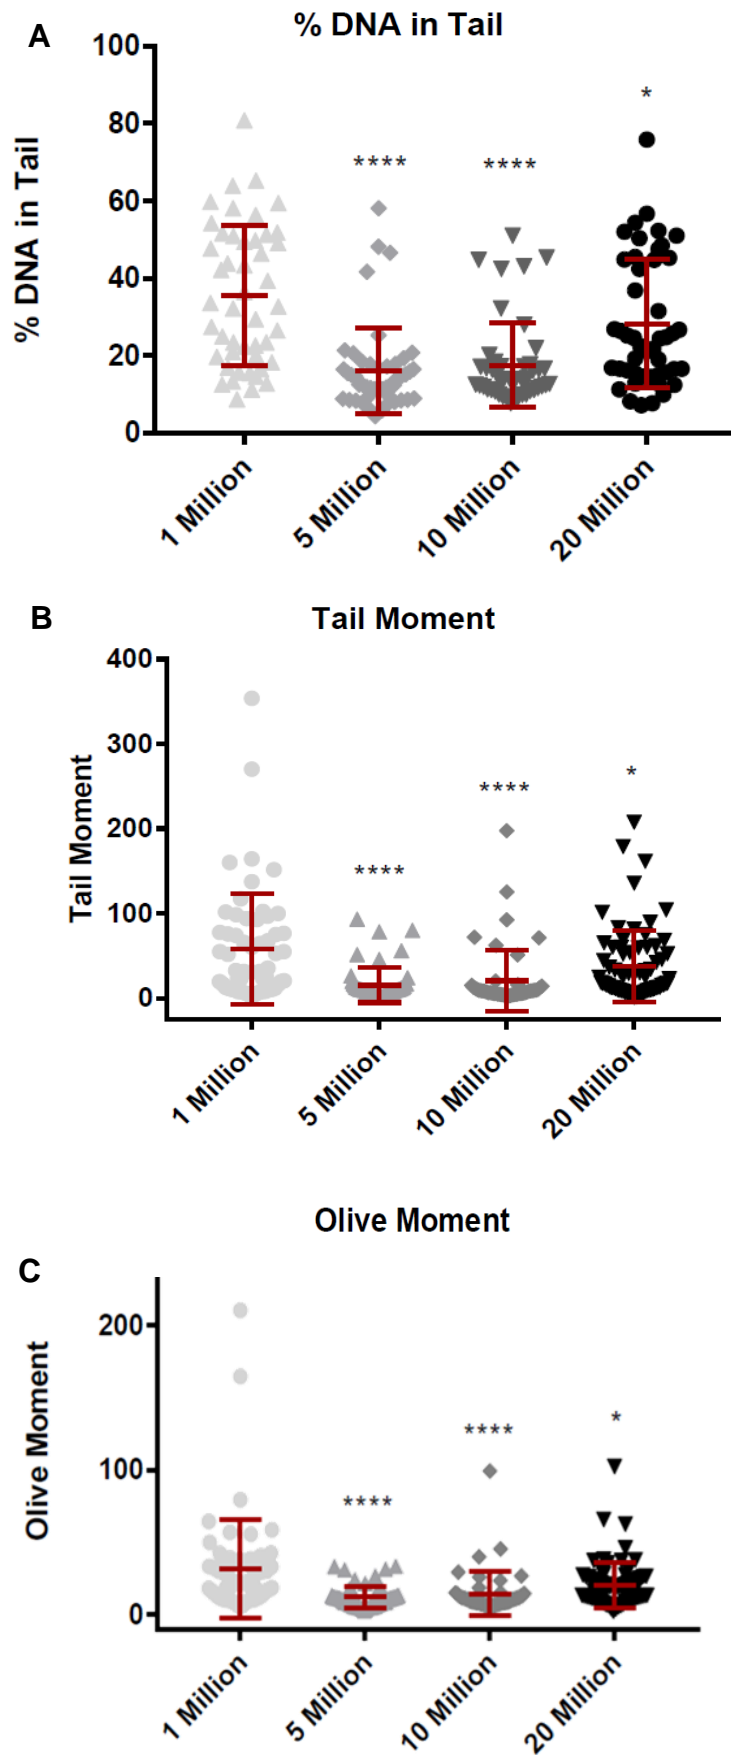 A
% DNA in Tail
% DNA in Tail
100
80
60
40
20
0
*
**** ****
1 Million 5 Million 10 Million 20 Million
B
Tail Moment
Tail Moment
400
300
200
100
0
*
****
****
1 Million 5 Million 10 Million 20 Million
Olive Moment
C
Olive Moment
200
100
0
*
****
****
1 Million 5 Million 10 Million 20 Million